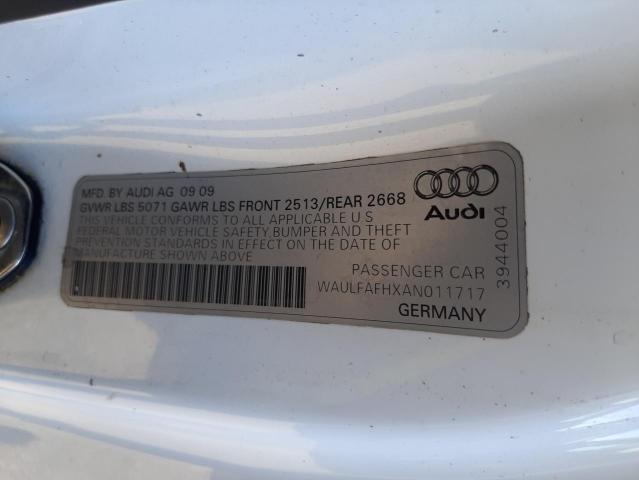 MFD. BY AUDI AG 09 09
GVWR LBS 5071 GAWR LBS FRONT 2513/REAR 2668
THIS VEHICLE CONFORMS TO ALL APPLICABLE U S
FEDERAL MOTOR VEHICLE SAFETY, BUMPER AND THEFT
PREVENTION STANDARDS IN EFFECT ON THE DATE OF
MANUFACTURE SHOWN ABOVE
Audi
3944004
PASSENGER CAR
WAULFAFHXAN011717
GERMANY